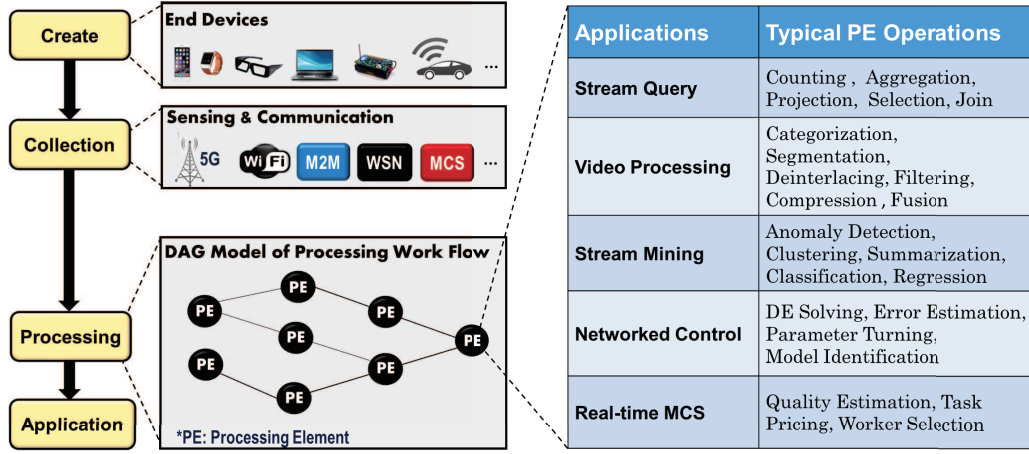 Create
Collection
Processing
Application
End Devices
...
Sensing & Communication
5G
Wi Fi
M2M
WSN
MCS
...
DAG Model of Processing Work Flow
PE
PE
PE
PE
PE
PE
PE
PE
*PE: Processing Element
Applications
Typical PE Operations
Stream Query
Counting , Aggregation,
Projection, Selection, Join
Video Processing
Categorization,
Segmentation,
Deinterlacing, Filtering,
Compression , Fusion
Stream Mining
Anomaly Detection,
Clustering, Summarization,
Classification, Regression
Networked Control
DE Solving, Error Estimation,
Parameter Turning,
Model Identification
Real-time MCS
Quality Estimation, Task
Pricing, Worker Selection